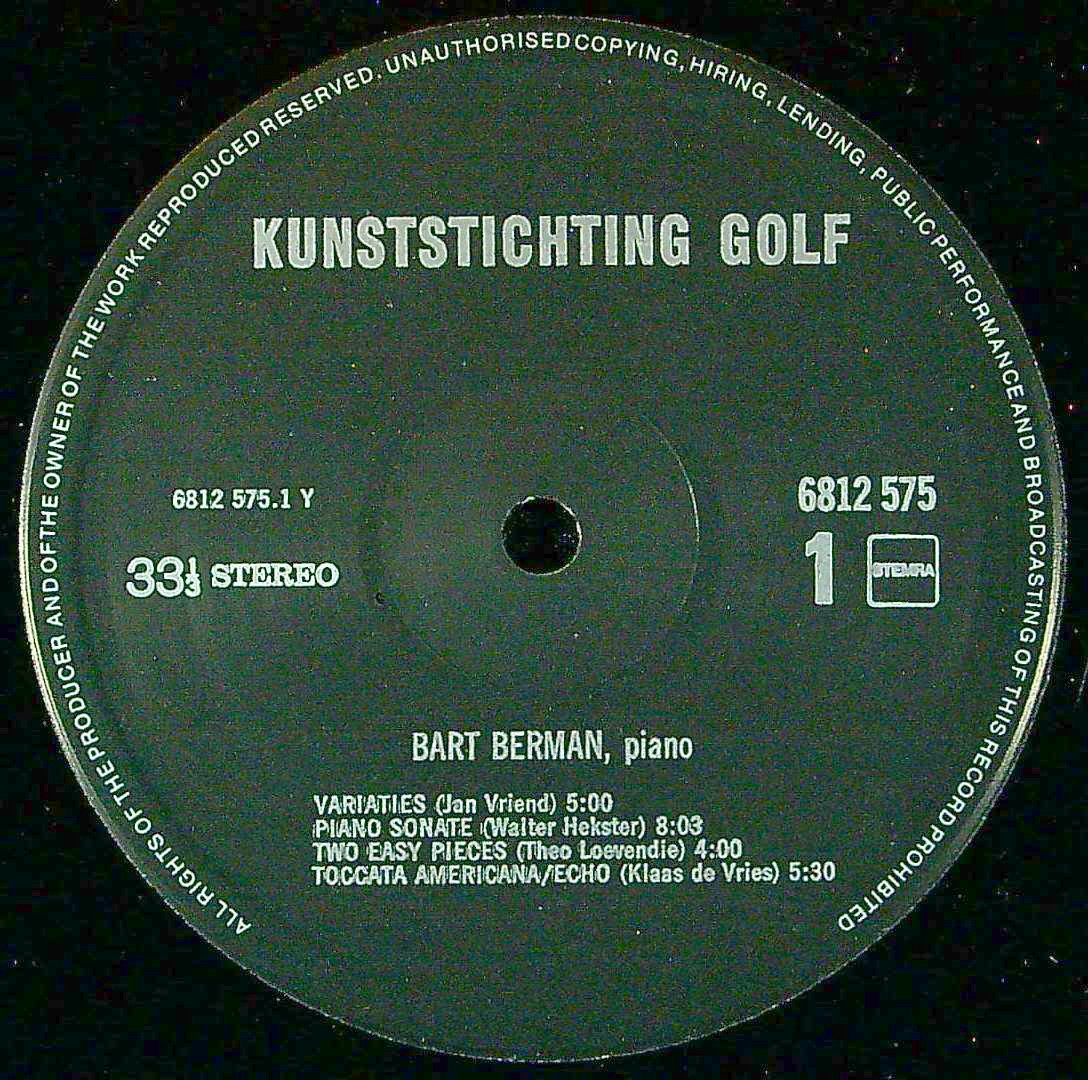 ALL RIGHTS OF THE PRODUCER AND OF THE OWNER OF THE WORK REPRODUCED RESERVED. UNAUTHORISED COPYING, HIRING, LENDING, PUBLIC PERFORMANCE AND BROADCASTING OF THIS RECORD PROHIBITED
KUNSTSTICHTING GOLF
6812 575.1 Y
33⅓ STEREO
6812 575
1 STEMRA
BART BERMAN, piano
VARIATIES (Jan Vriend) 5:00
PIANO SONATE (Walter Hekster) 8:03
TWO EASY PIECES (Theo Loevendie) 4:00
TOCCATA AMERICANA/ECHO (Klaas de Vries) 5:30